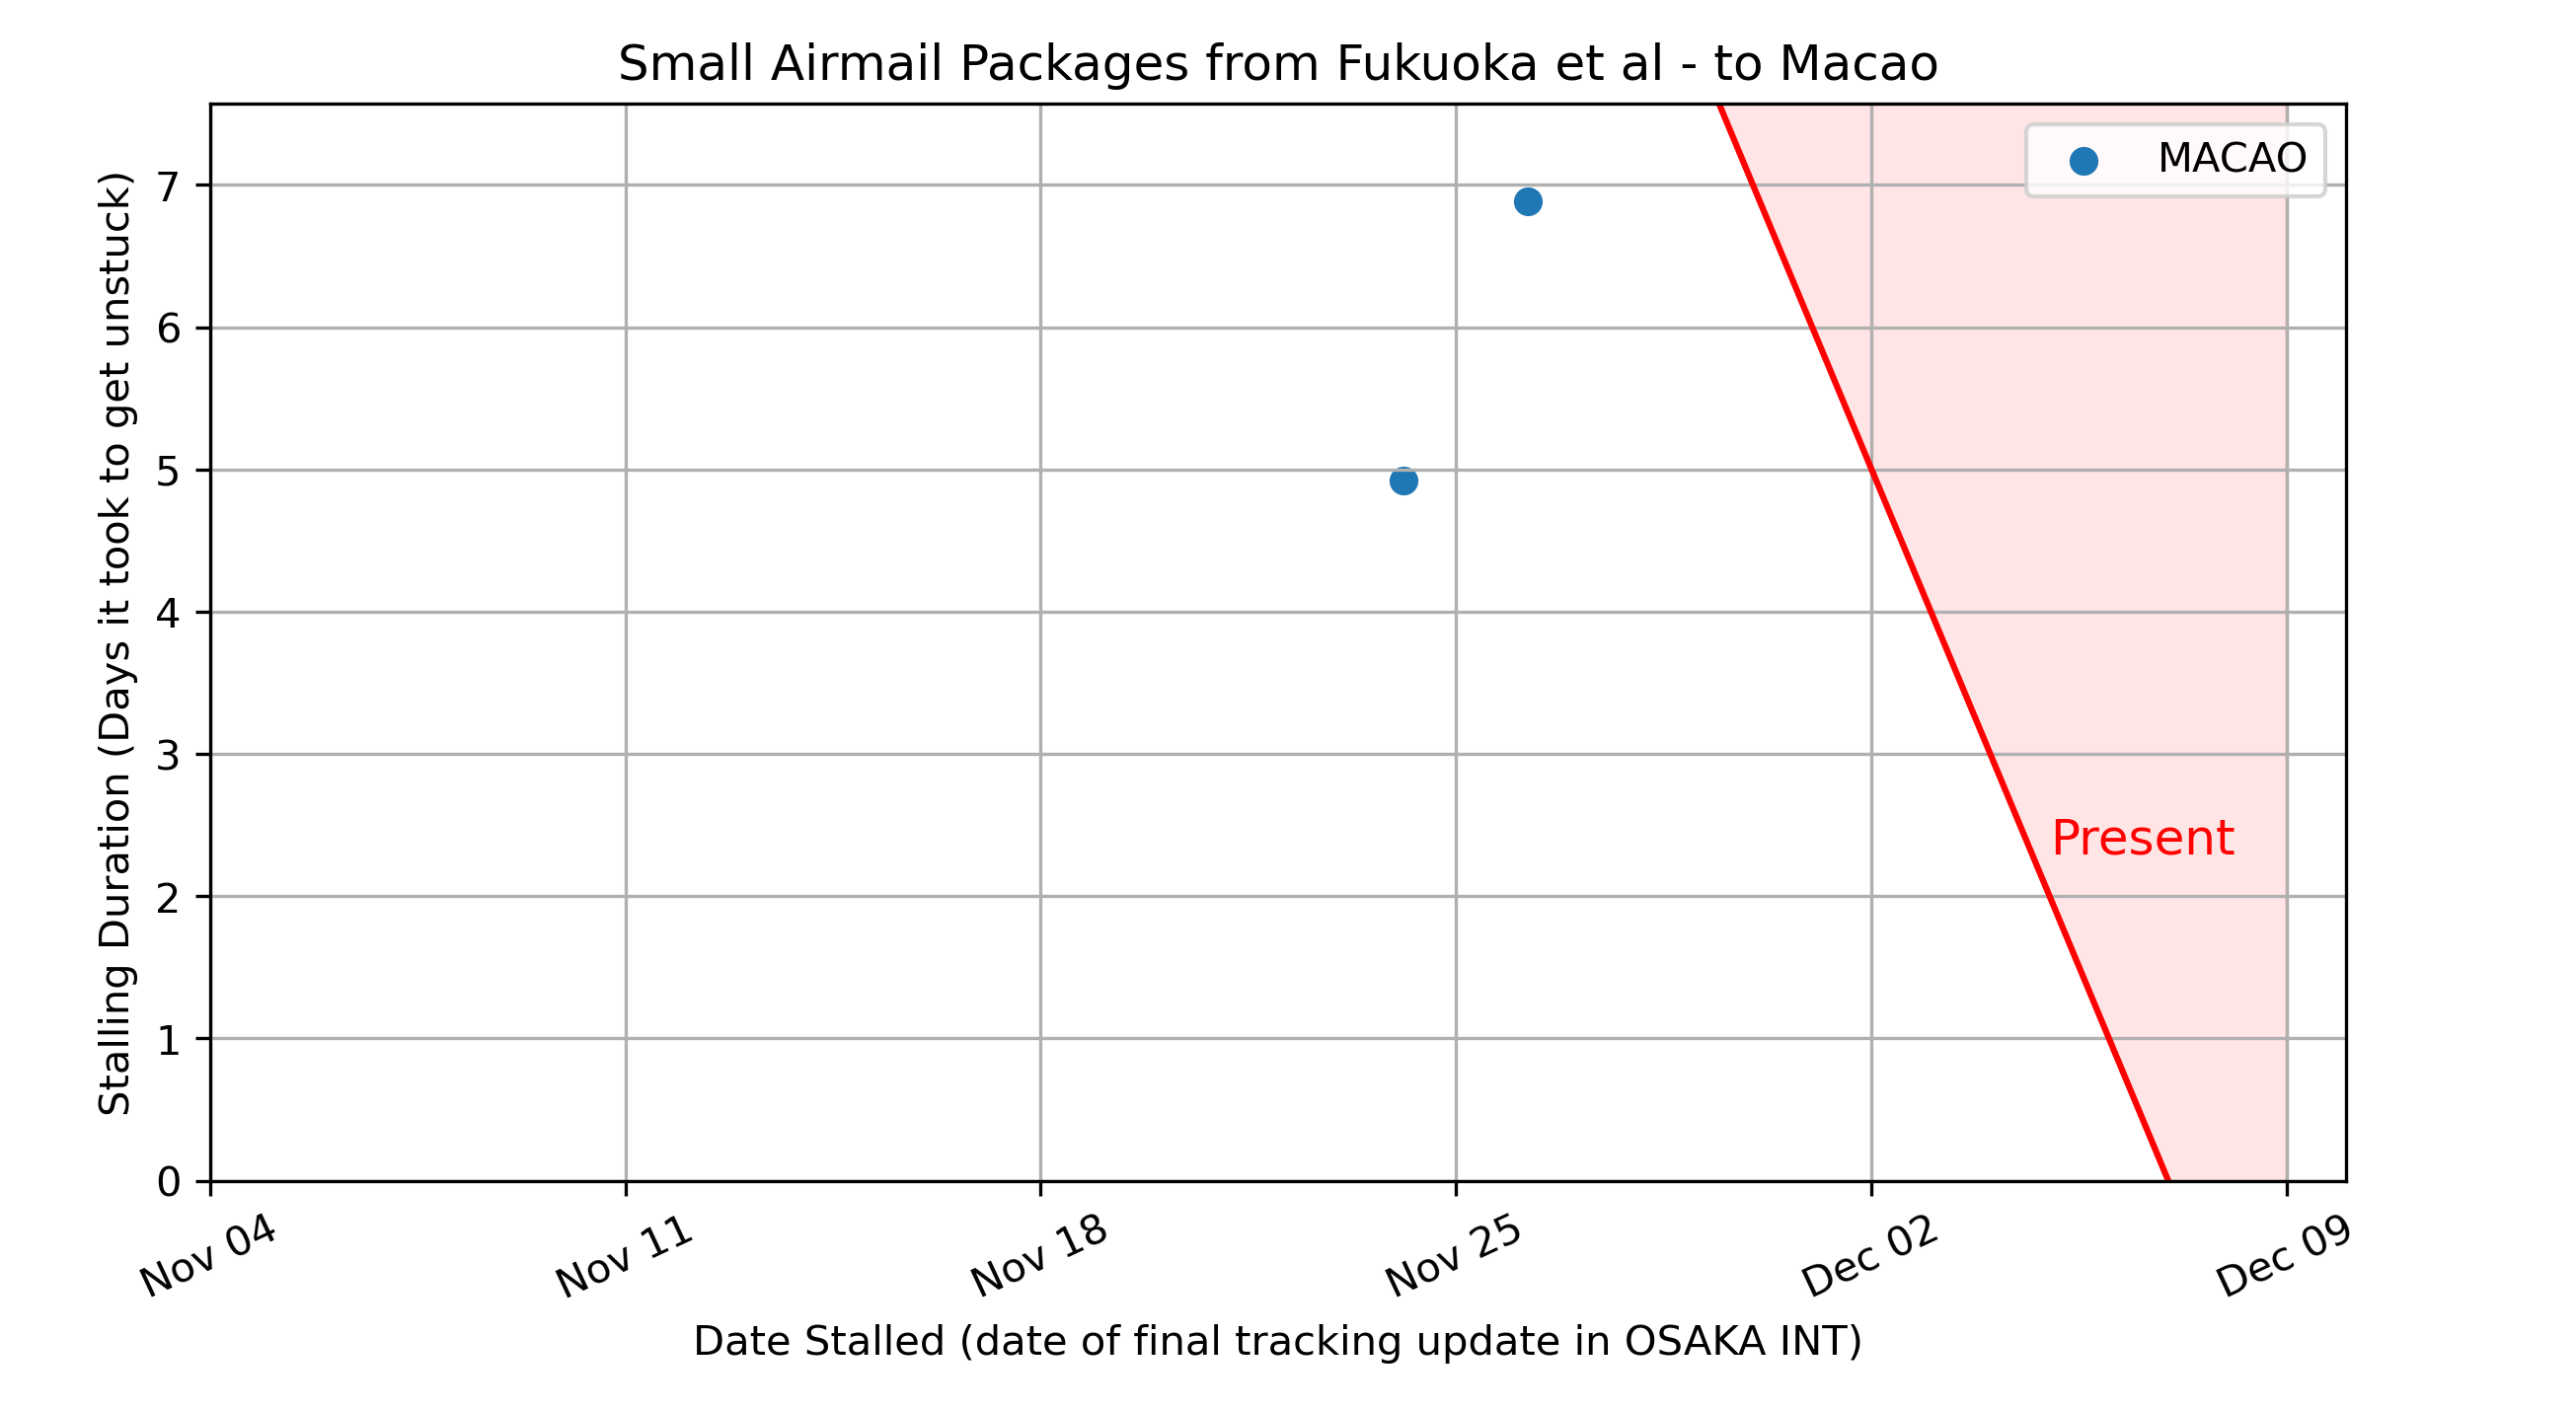 Small Airmail Packages from Fukuoka et al - to Macao
MACAO
Stalling Duration (Days it took to get unstuck)
7
6
5
4
3
2
1
0
Present
Nov 04
Nov 11
Nov 18
Nov 25
Dec 02
Dec 09
Date Stalled (date of final tracking update in OSAKA INT)